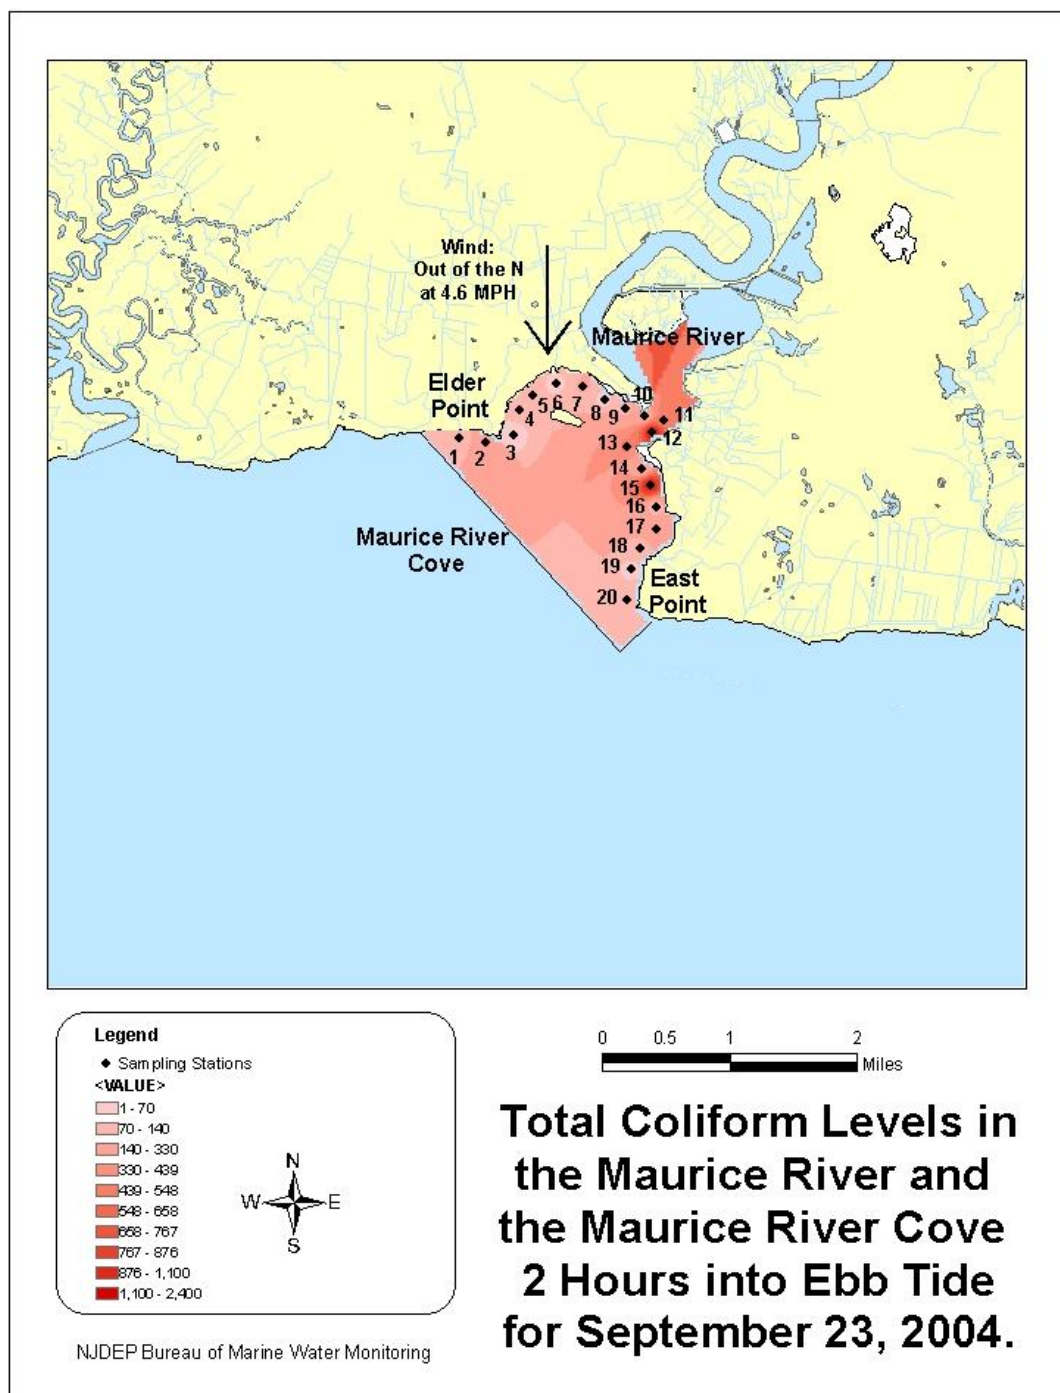 Wind:
Out of the N
at 4.6 MPH
Maurice River
Elder
Point
1
2
3
4
5
6
7
8
9
10
11
12
13
14
15
16
17
18
19
20
Maurice River
Cove
East
Point
Legend
Sampling Stations
<VALUE>
1 - 70
70 - 140
140 - 330
330 - 439
439 - 548
548 - 658
658 - 767
767 - 876
876 - 1,100
1,100 - 2,400
N
W E
S
0 0.5 1 2
Miles
Total Coliform Levels in
the Maurice River and
the Maurice River Cove
2 Hours into Ebb Tide
for September 23, 2004.
NJDEP Bureau of Marine Water Monitoring